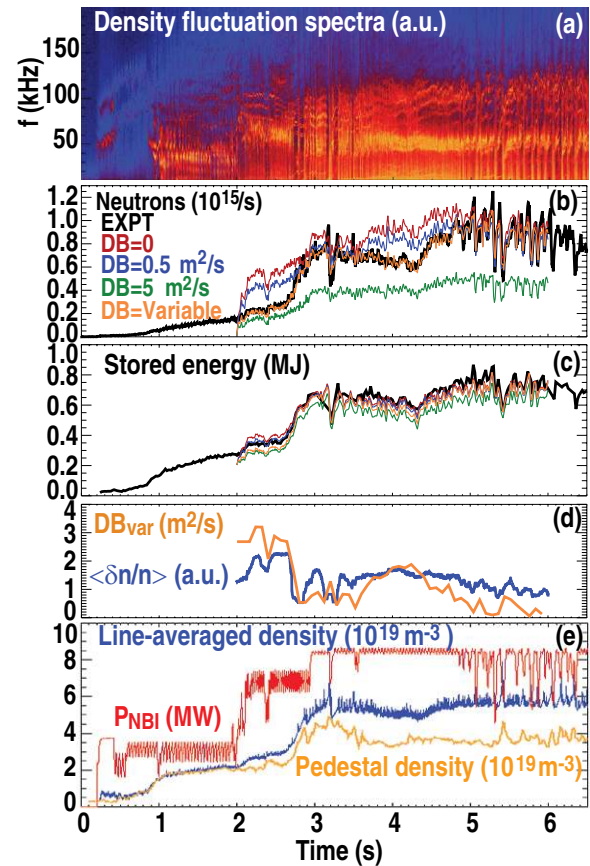 Density fluctuation spectra (a.u.) (a)
f (kHz)
150
100
50
Neutrons (10¹⁵/s) (b)
EXPT
DB=0
DB=0.5 m²/s
DB=5 m²/s
DB=Variable
1.2
1.0
0.8
0.6
0.4
0.2
0.0
Stored energy (MJ) (c)
1.0
0.8
0.6
0.4
0.2
0.0
DBvar (m²/s) (d)
<δn/n> (a.u.)
4
3
2
1
0
Line-averaged density (10¹⁹ m⁻³) (e)
PNBI (MW)
Pedestal density (10¹⁹ m⁻³)
10
8
6
4
2
0
0 1 2 3 4 5 6
Time (s)